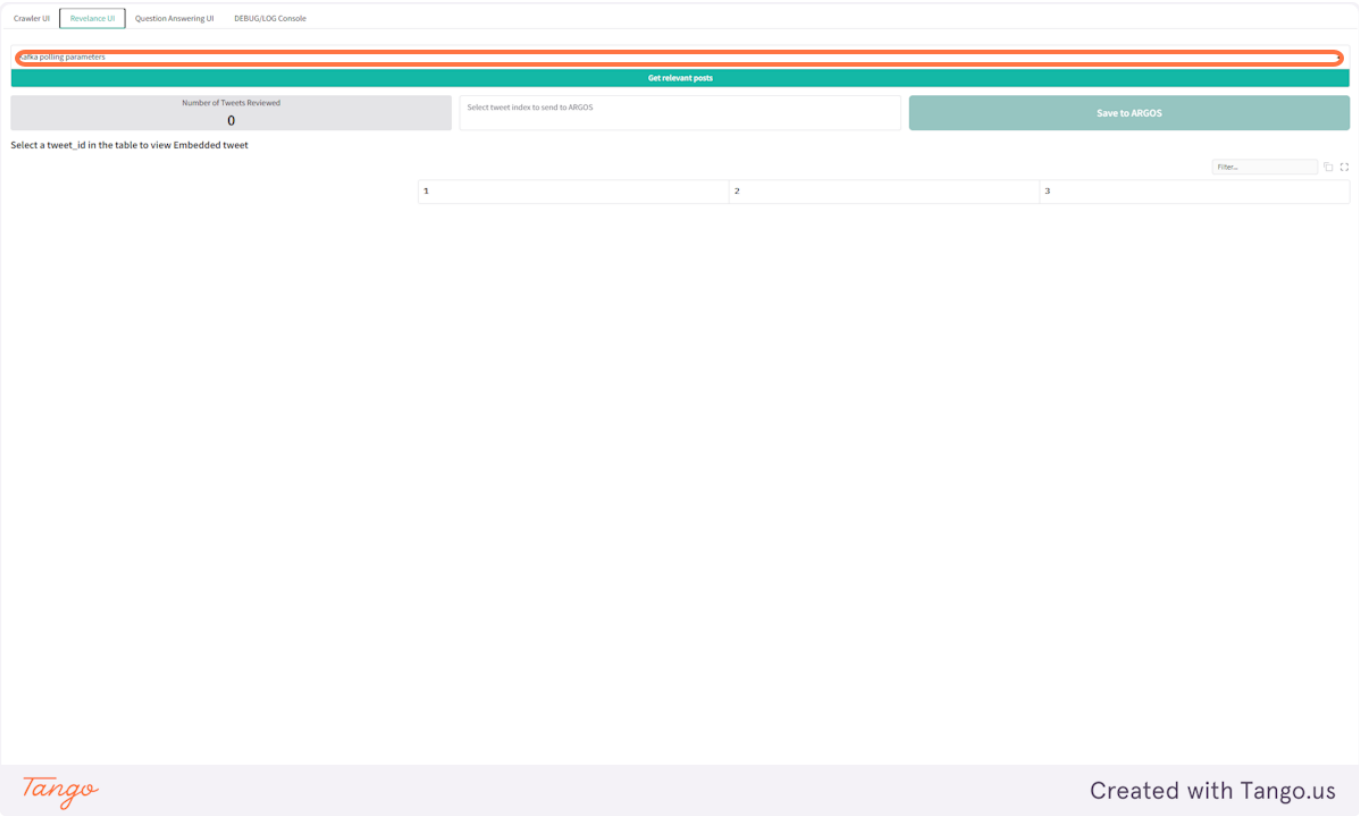 Crawler UI Revelance UI Question Answering UI DEBUG/LOG Console
Kafka polling parameters
Get relevant posts
Number of Tweets Reviewed
0
Select tweet index to send to ARGOS
Save to ARGOS
Select a tweet_id in the table to view Embedded tweet
Filter...
1 2 3
Tango
Created with Tango.us